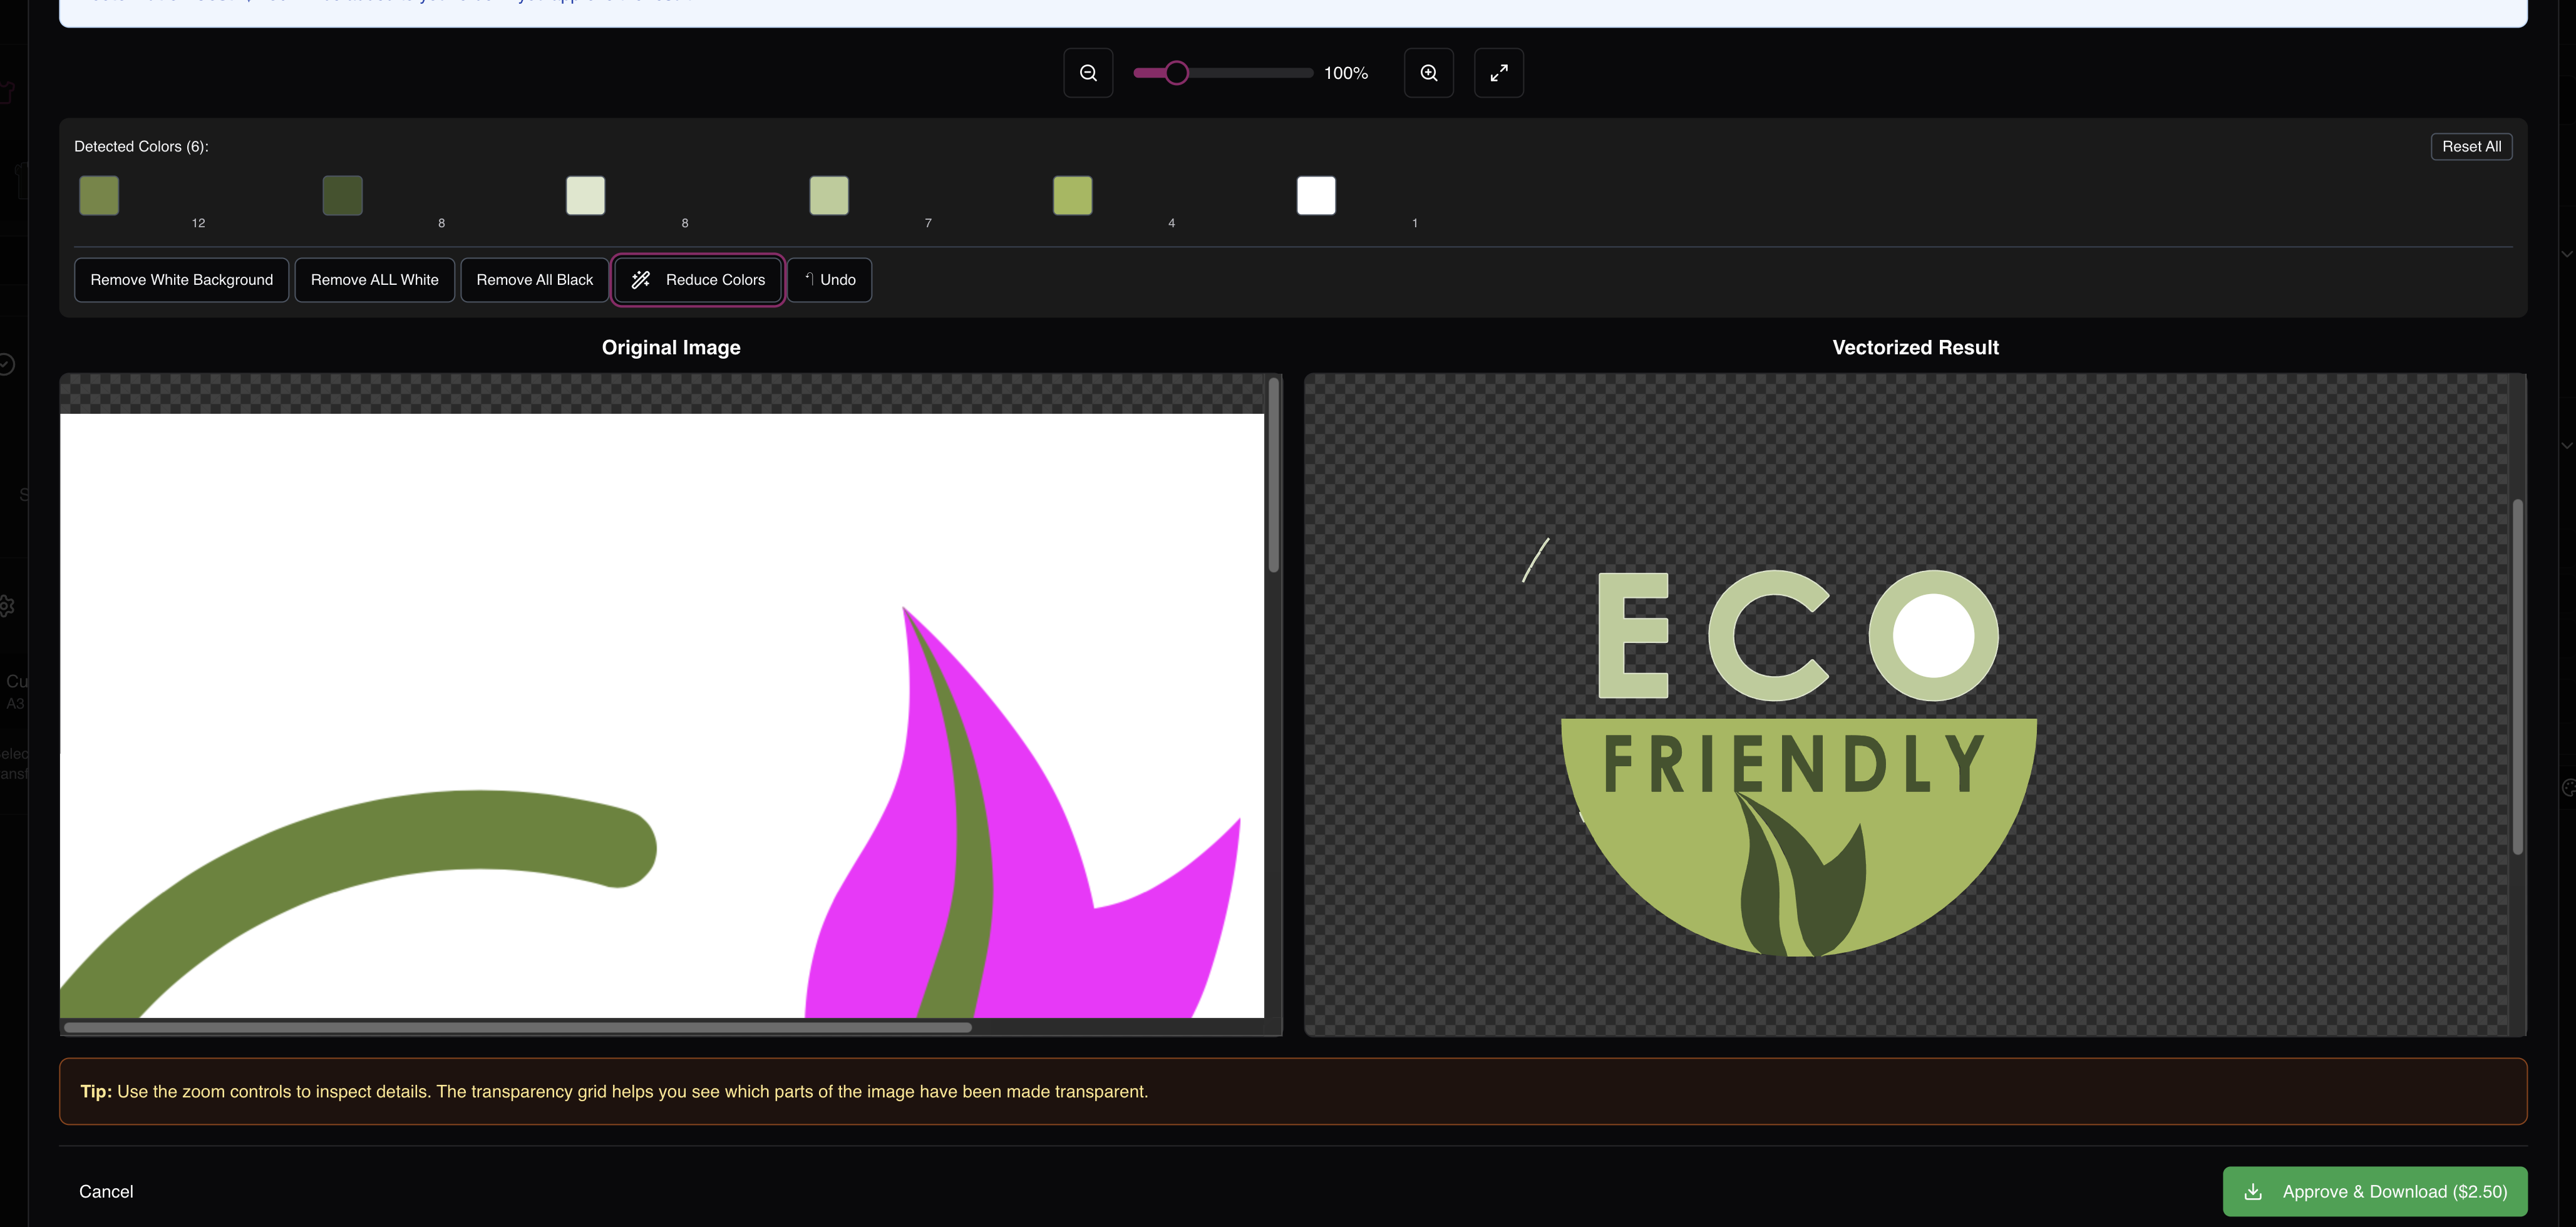 100%
Detected Colors (6):
Reset All
12 8 8 7 4 1
Remove White Background Remove ALL White Remove All Black Reduce Colors Undo
Original Image
Vectorized Result
ECO
FRIENDLY
Tip: Use the zoom controls to inspect details. The transparency grid helps you see which parts of the image have been made transparent.
Cancel
Approve & Download ($2.50)